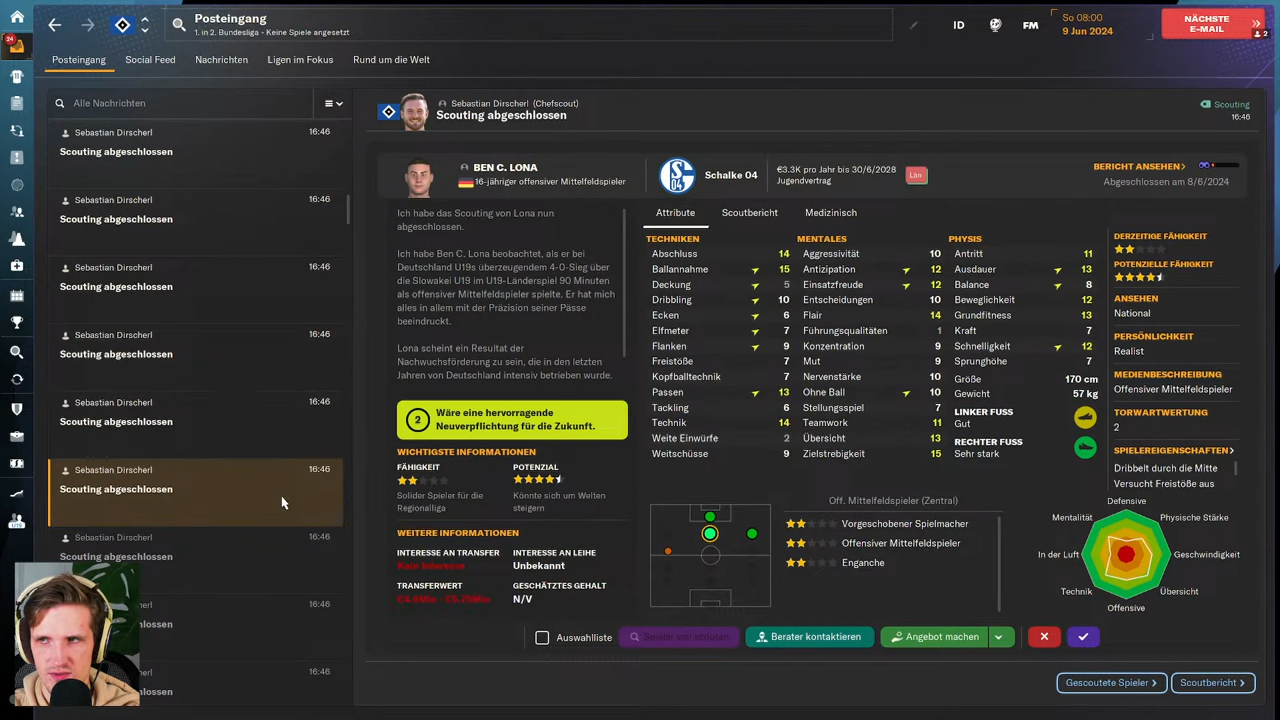 24
Posteingang
1. in 2. Bundesliga - Keine Spiele angesetzt
ID
FM
So 08:00
9 Jun 2024
NÄCHSTE
E-MAIL
2
Posteingang
Social Feed
Nachrichten
Ligen im Fokus
Rund um die Welt
Alle Nachrichten
Sebastian Dirscherl 16:46
Scouting abgeschlossen
Sebastian Dirscherl 16:46
Scouting abgeschlossen
Sebastian Dirscherl 16:46
Scouting abgeschlossen
Sebastian Dirscherl 16:46
Scouting abgeschlossen
Sebastian Dirscherl 16:46
Scouting abgeschlossen
Sebastian Dirscherl 16:46
Scouting abgeschlossen
Sebastian Dirscherl 16:46
Scouting abgeschlossen
Dirscherl 16:46
geschlossen
Dirscherl 16:46
geschlossen
Dirscherl 16:46
geschlossen
U19
Sebastian Dirscherl (Chefscout)
Scouting abgeschlossen
Scouting
16:46
BEN C. LONA
16-jähriger offensiver Mittelfeldspieler
Schalke 04
€3.3K pro Jahr bis 30/6/2028
Jugendvertrag
Län
BERICHT ANSEHEN >
Abgeschlossen am 8/6/2024
Ich habe das Scouting von Lona nun
abgeschlossen.
Ich habe Ben C. Lona beobachtet, als er bei
Deutschland U19s überzeugendem 4-0-Sieg über
die Slowakei U19 im U19-Länderspiel 90 Minuten
als offensiver Mittelfeldspieler spielte. Er hat mich
alles in allem mit der Präzision seiner Pässe
beeindruckt.
Lona scheint ein Resultat der
Nachwuchsförderung zu sein, die in den letzten
Jahren von Deutschland intensiv betrieben wurde.
2 Wäre eine hervorragende
Neuverpflichtung für die Zukunft.
WICHTIGSTE INFORMATIONEN
FÄHIGKEIT
Solider Spieler für die
Regionalliga
POTENZIAL
Könnte sich um Welten
steigern
WEITERE INFORMATIONEN
INTERESSE AN TRANSFER
Kein Interesse
INTERESSE AN LEIHE
Unbekannt
TRANSFERWERT
GESCHÄTZTES GEHALT
N/V
Attribute
Scoutbericht
Medizinisch
TECHNIKEN
Abschluss 14
Ballannahme 15
Deckung 5
Dribbling 10
Ecken 6
Elfmeter 7
Flanken 9
Freistöße 7
Kopfballtechnik 7
Passen 13
Tackling 6
Technik 14
Weite Einwürfe 2
Weitschüsse 9
MENTALES
Aggressivität 10
Antizipation 12
Einsatzfreude 12
Entscheidungen 10
Flair 14
Führungsqualitäten 1
Konzentration 9
Mut 9
Nervenstärke 10
Ohne Ball 10
Stellungsspiel 7
Teamwork 11
Übersicht 13
Zielstrebigkeit 15
PHYSIS
Antritt 11
Ausdauer 13
Balance 8
Beweglichkeit 12
Grundfitness 13
Kraft 7
Schnelligkeit 12
Sprunghöhe 7
Größe 170 cm
Gewicht 57 kg
LINKER FUSS
Gut
RECHTER FUSS
Sehr stark
DERZEITIGE FÄHIGKEIT
POTENZIELLE FÄHIGKEIT
ANSEHEN
National
PERSÖNLICHKEIT
Realist
MEDIENBESCHREIBUNG
Offensiver Mittelfeldspieler
TORWARTWERTUNG
2
SPIELEREIGENSCHAFTEN >
Dribbelt durch die Mitte
Versucht Freistöße aus
Off. Mittelfeldspieler (Zentral)
Vorgeschobener Spielmacher
Offensiver Mittelfeldspieler
Enganche
Defensive
Physische Stärke
Geschwindigkeit
Übersicht
Offensive
Technik
In der Luft
Mentalität
Auswahlliste
Spieler voll scouten
Berater kontaktieren
Angebot machen
Gescoutete Spieler >
Scoutbericht >